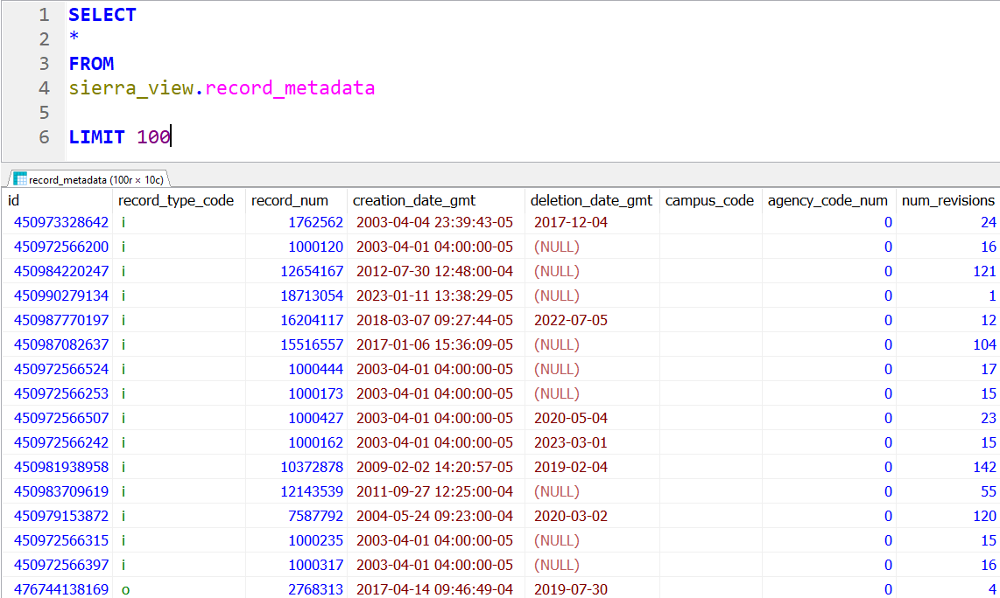 1 SELECT
2 *
3 FROM
4 sierra_view.record_metadata
5
6 LIMIT 100
record_metadata (100r × 10c)
id record_type_code record_num creation_date_gmt deletion_date_gmt campus_code agency_code_num num_revisions
450973328642 i 1762562 2003-04-04 23:39:43-05 2017-12-04 0 24
450972566200 i 1000120 2003-04-01 04:00:00-05 (NULL) 0 16
450984220247 i 12654167 2012-07-30 12:48:00-04 (NULL) 0 121
450990279134 i 18713054 2023-01-11 13:38:29-05 (NULL) 0 1
450987770197 i 16204117 2018-03-07 09:27:44-05 2022-07-05 0 12
450987082637 i 15516557 2017-01-06 15:36:09-05 (NULL) 0 104
450972566524 i 1000444 2003-04-01 04:00:00-05 (NULL) 0 17
450972566253 i 1000173 2003-04-01 04:00:00-05 (NULL) 0 15
450972566507 i 1000427 2003-04-01 04:00:00-05 2020-05-04 0 23
450972566242 i 1000162 2003-04-01 04:00:00-05 2023-03-01 0 15
450981938958 i 10372878 2009-02-02 14:20:57-05 2019-02-04 0 142
450983709619 i 12143539 2011-09-27 12:25:00-04 (NULL) 0 55
450979153872 i 7587792 2004-05-24 09:23:00-04 2020-03-02 0 120
450972566315 i 1000235 2003-04-01 04:00:00-05 (NULL) 0 15
450972566397 i 1000317 2003-04-01 04:00:00-05 (NULL) 0 16
476744138169 o 2768313 2017-04-14 09:46:49-04 2019-07-30 0 4